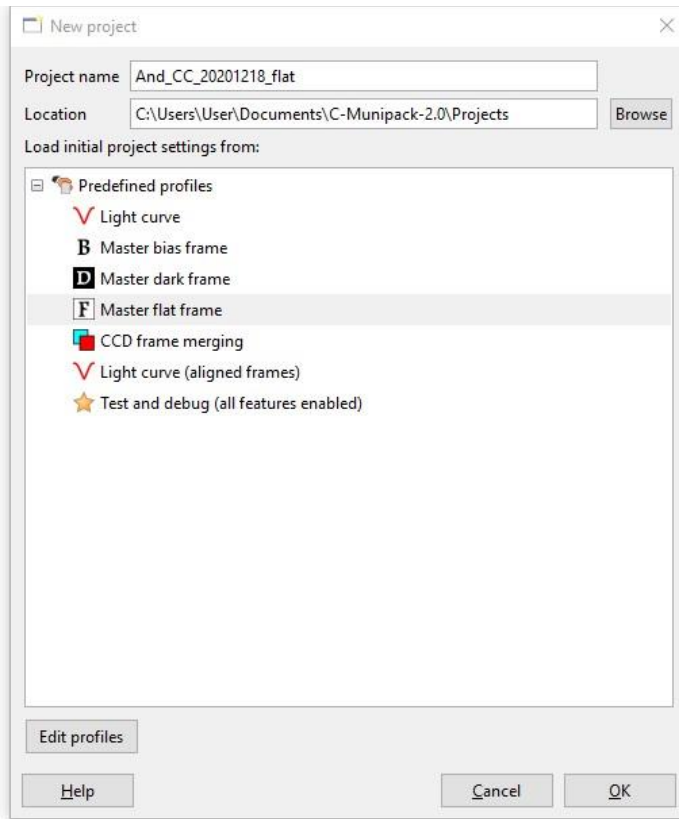 New project
Project name And_CC_20201218_flat
Location C:\Users\User\Documents\C-Munipack-2.0\Projects Browse
Load initial project settings from:
Predefined profiles
Light curve
B Master bias frame
D Master dark frame
F Master flat frame
CCD frame merging
Light curve (aligned frames)
Test and debug (all features enabled)
Edit profiles
Help Cancel OK